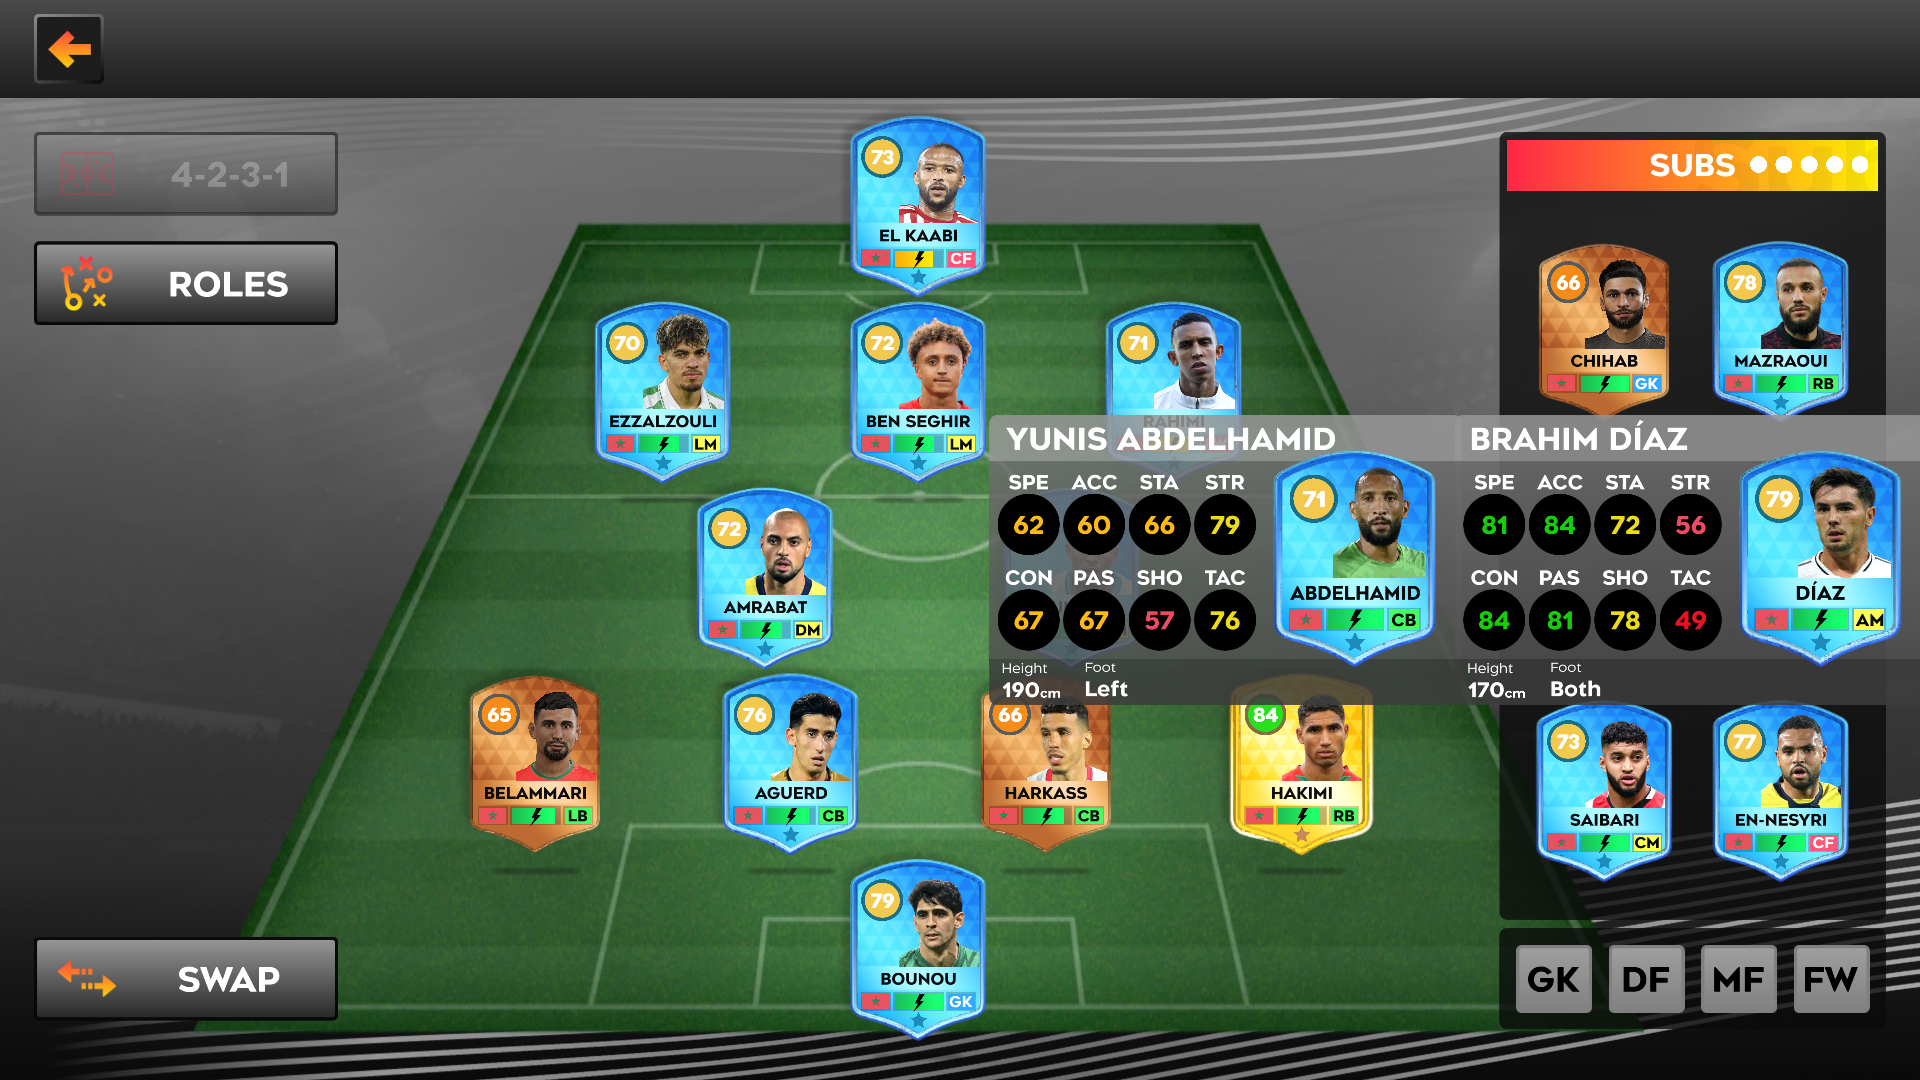 4-2-3-1
ROLES
SWAP
73
EL KAABI
CF
70
EZZALZOULI
LM
72
BEN SEGHIR
LM
71
RAHIMI
72
AMRABAT
DM
65
BELAMMARI
LB
76
AGUERD
CB
66
HARKASS
CB
84
HAKIMI
RB
79
BOUNOU
GK
YUNIS ABDELHAMID
SPE ACC STA STR
62 60 66 79
CON PAS SHO TAC
67 67 57 76
Height Foot
190cm Left
71
ABDELHAMID
CB
BRAHIM DÍAZ
SPE ACC STA STR
81 84 72 56
CON PAS SHO TAC
84 81 78 49
Height Foot
170cm Both
79
DÍAZ
AM
SUBS
66
CHIHAB
GK
78
MAZRAOUI
RB
73
SAIBARI
CM
77
EN-NESYRI
CF
GK DF MF FW